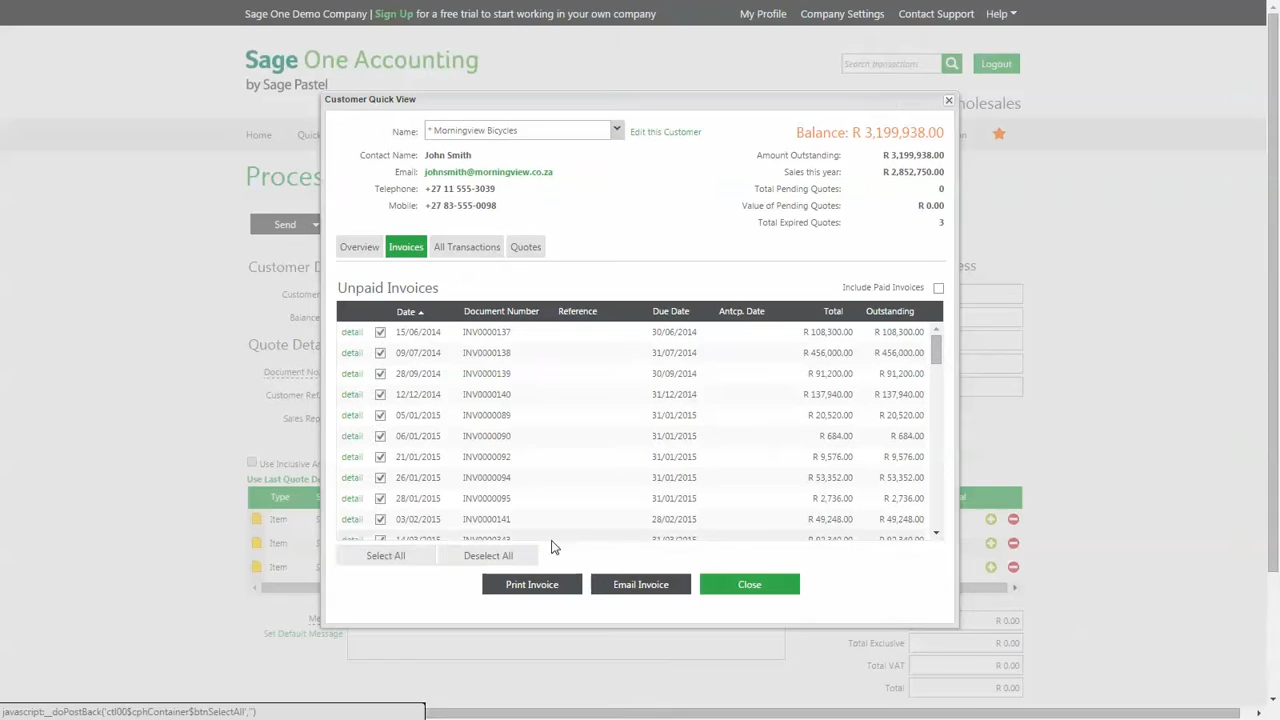 Sage One Demo Company | Sign Up for a free trial to start working in your own company
My Profile Company Settings Contact Support Help
Sage One Accounting
by Sage Pastel
Search transactions
Logout
Customer Quick View
Home
Name: * Morningview Bicycles Edit this Customer
Balance: R 3,199,938.00
Contact Name: John Smith
Amount Outstanding: R 3,199,938.00
Email: johnsmith@morningview.co.za
Sales this year: R 2,852,750.00
Telephone: +27 11 555-3039
Total Pending Quotes: 0
Mobile: +27 83-555-0098
Value of Pending Quotes: R 0.00
Total Expired Quotes: 3
Send
Overview Invoices All Transactions Quotes
Unpaid Invoices
Include Paid Invoices
Date Document Number Reference Due Date Antcp. Date Total Outstanding
detail 15/06/2014 INV0000137 30/06/2014 R 108,300.00 R 108,300.00
detail 09/07/2014 INV0000138 31/07/2014 R 456,000.00 R 456,000.00
detail 28/09/2014 INV0000139 30/09/2014 R 91,200.00 R 91,200.00
detail 12/12/2014 INV0000140 31/12/2014 R 137,940.00 R 137,940.00
detail 05/01/2015 INV0000089 31/01/2015 R 20,520.00 R 20,520.00
detail 06/01/2015 INV0000090 31/01/2015 R 684.00 R 684.00
detail 21/01/2015 INV0000092 31/01/2015 R 9,576.00 R 9,576.00
detail 26/01/2015 INV0000094 31/01/2015 R 53,352.00 R 53,352.00
detail 28/01/2015 INV0000095 31/01/2015 R 2,736.00 R 2,736.00
detail 03/02/2015 INV0000141 28/02/2015 R 49,248.00 R 49,248.00
Select All Deselect All
Print Invoice Email Invoice Close
Quote
Document No.
Use Last Quote
Type
Item
Item
Item
Set Default Message
R 0.00
Total Exclusive R 0.00
Total VAT R 0.00
Total R 0.00
javascript:__doPostBack('ctl00$cphContainer$btnSelectAll','')